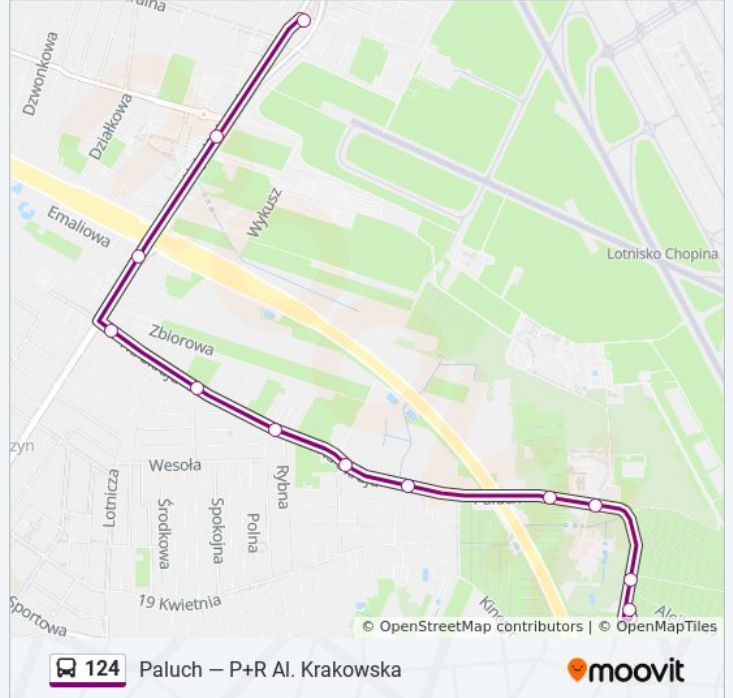 Dzwonkowa
Działkowa
Wykusz
Emaliowa
Lotnisko Chopina
Zbiorowa
zyn
Wesoła
Lotnicza
Środkowa
Spokojna
Polna
Rybna
19 Kwietnia
Sportowa
© OpenStreetMap contributors | © OpenMapTiles
124 Paluch — P+R Al. Krakowska
moovit